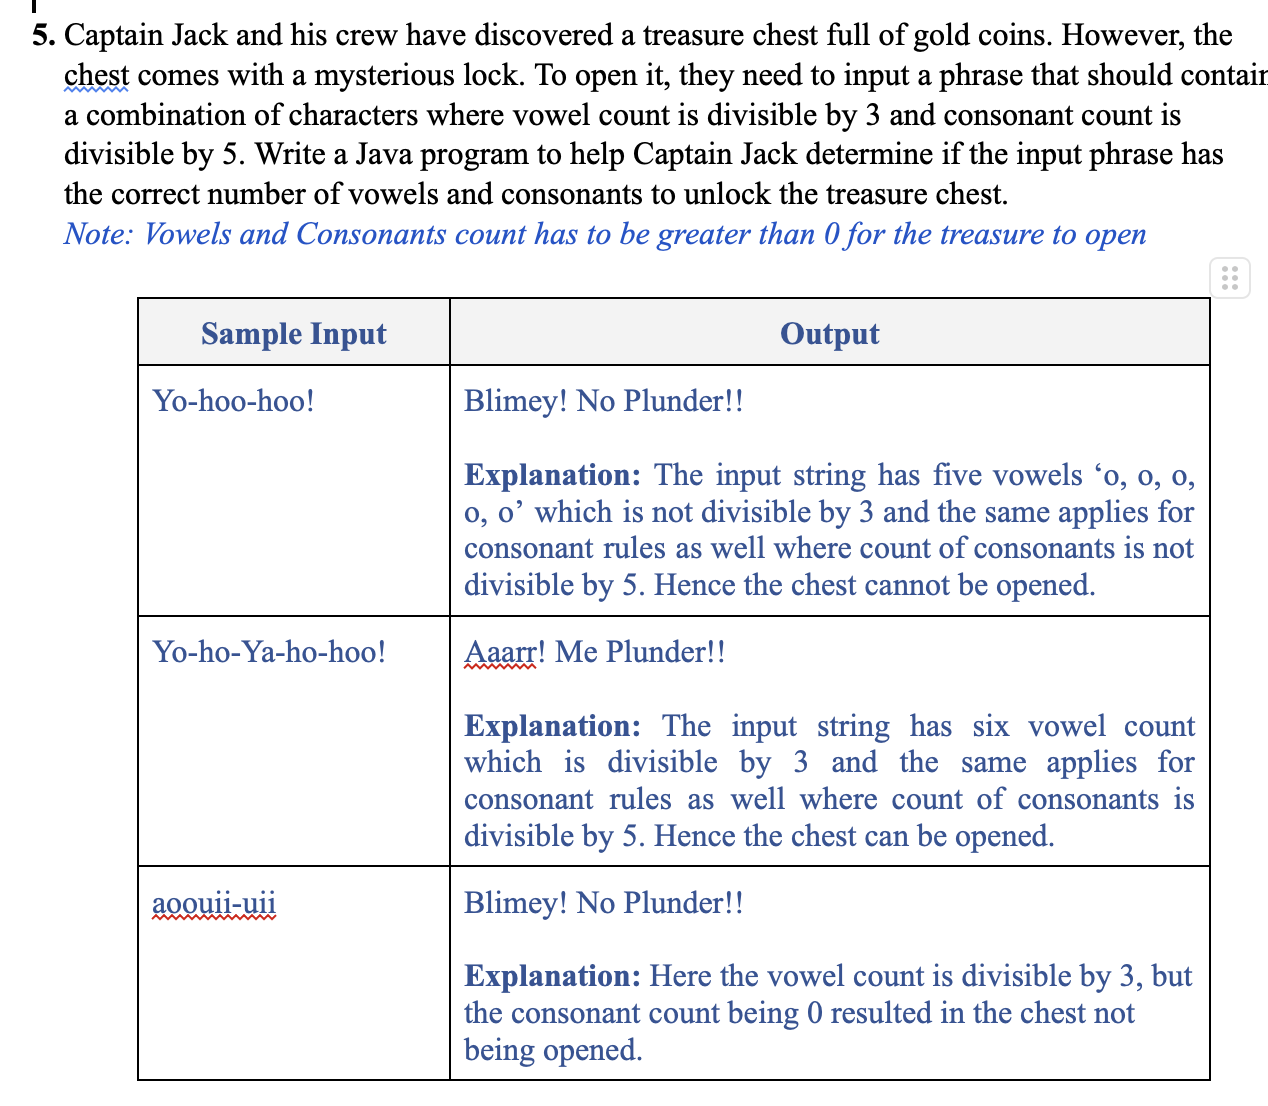 5. Captain Jack and his crew have discovered a treasure chest full of gold coins. However, the
chest comes with a mysterious lock. To open it, they need to input a phrase that should contain
a combination of characters where vowel count is divisible by 3 and consonant count is
divisible by 5. Write a Java program to help Captain Jack determine if the input phrase has
the correct number of vowels and consonants to unlock the treasure chest.
Note: Vowels and Consonants count has to be greater than 0 for the treasure to open
Sample Input
Output
Yo-hoo-hoo!
Blimey! No Plunder!!
Explanation: The input string has five vowels ‘o, o, o,
o, o’ which is not divisible by 3 and the same applies for
consonant rules as well where count of consonants is not
divisible by 5. Hence the chest cannot be opened.
Yo-ho-Ya-ho-hoo!
Aaarr! Me Plunder!!
Explanation: The input string has six vowel count
which is divisible by 3 and the same applies for
consonant rules as well where count of consonants is
divisible by 5. Hence the chest can be opened.
aoouii-uii
Blimey! No Plunder!!
Explanation: Here the vowel count is divisible by 3, but
the consonant count being 0 resulted in the chest not
being opened.